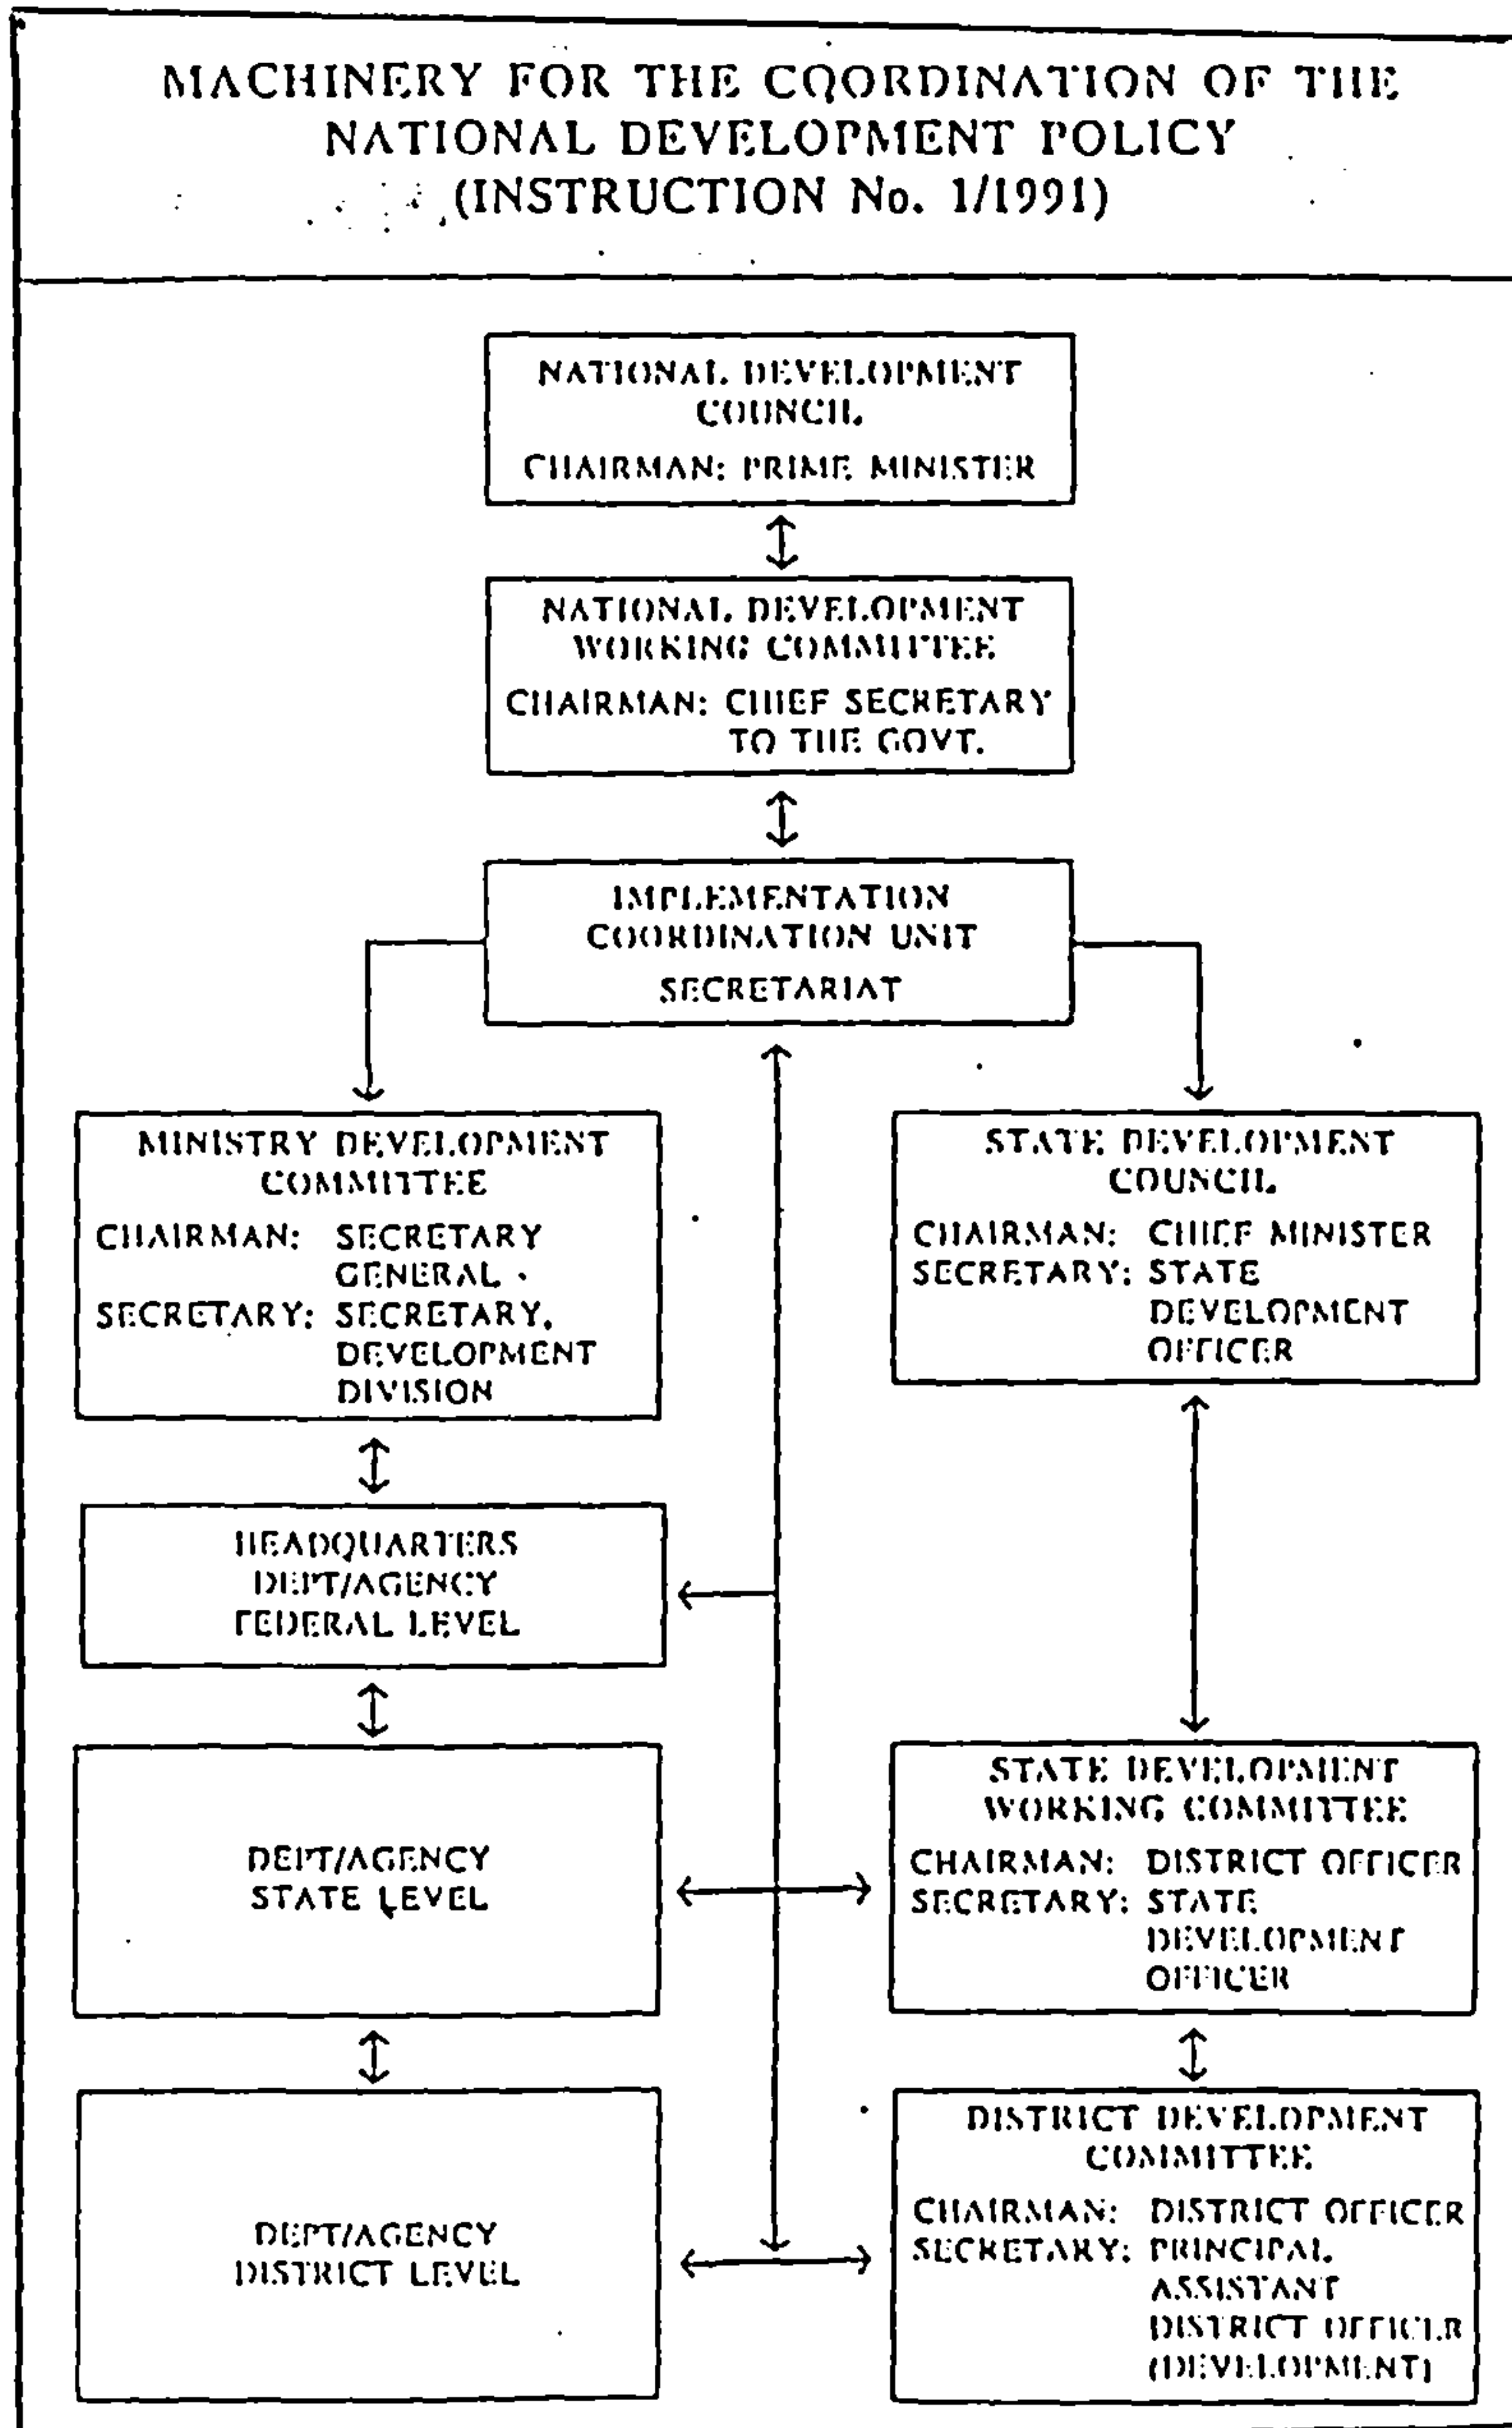 MACHINERY FOR THE COORDINATION OF THE
NATIONAL DEVELOPMENT POLICY
(INSTRUCTION No. 1/1991)
NATIONAL DEVELOPMENT
COUNCIL
CHAIRMAN: PRIME MINISTER
NATIONAL DEVELOPMENT
WORKING COMMITTEE
CHAIRMAN: CHIEF SECRETARY
TO THE GOVT.
IMPLEMENTATION
COORDINATION UNIT
SECRETARIAT
MINISTRY DEVELOPMENT
COMMITTEE
CHAIRMAN: SECRETARY
GENERAL
SECRETARY: SECRETARY,
DEVELOPMENT
DIVISION
STATE DEVELOPMENT
COUNCIL
CHAIRMAN: CHIEF MINISTER
SECRETARY: STATE
DEVELOPMENT
OFFICER
HEADQUARTERS
DEPT/AGENCY
FEDERAL LEVEL
DEPT/AGENCY
STATE LEVEL
STATE DEVELOPMENT
WORKING COMMITTEE
CHAIRMAN: DISTRICT OFFICER
SECRETARY: STATE
DEVELOPMENT
OFFICER
DEPT/AGENCY
DISTRICT LEVEL
DISTRICT DEVELOPMENT
COMMITTEE
CHAIRMAN: DISTRICT OFFICER
SECRETARY: PRINCIPAL
ASSISTANT
DISTRICT OFFICER
(DEVELOPMENT)